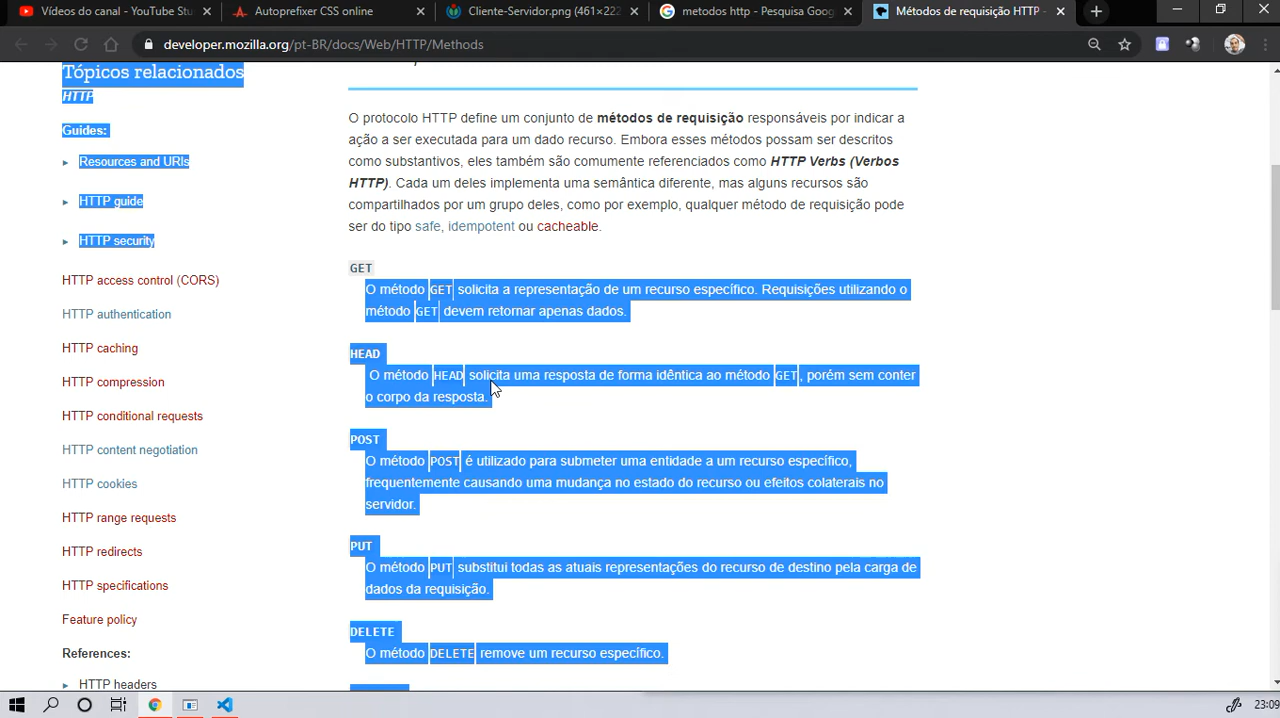 Vídeos do canal - YouTube Stu
Autoprefixer CSS online
Cliente-Servidor.png (461×222
metodos http - Pesquisa Goog
Métodos de requisição HTTP -
developer.mozilla.org/pt-BR/docs/Web/HTTP/Methods
Tópicos relacionados
HTTP
Guides:
Resources and URIs
HTTP guide
HTTP security
HTTP access control (CORS)
HTTP authentication
HTTP caching
HTTP compression
HTTP conditional requests
HTTP content negotiation
HTTP cookies
HTTP range requests
HTTP redirects
HTTP specifications
Feature policy
References:
HTTP headers
O protocolo HTTP define um conjunto de métodos de requisição responsáveis por indicar a
ação a ser executada para um dado recurso. Embora esses métodos possam ser descritos
como substantivos, eles também são comumente referenciados como HTTP Verbs (Verbos
HTTP). Cada um deles implementa uma semântica diferente, mas alguns recursos são
compartilhados por um grupo deles, como por exemplo, qualquer método de requisição pode
ser do tipo safe, idempotent ou cacheable.
GET
O método GET solicita a representação de um recurso específico. Requisições utilizando o
método GET devem retornar apenas dados.
HEAD
O método HEAD solicita uma resposta de forma idêntica ao método GET, porém sem conter
o corpo da resposta.
POST
O método POST é utilizado para submeter uma entidade a um recurso específico,
frequentemente causando uma mudança no estado do recurso ou efeitos colaterais no
servidor.
PUT
O método PUT substitui todas as atuais representações do recurso de destino pela carga de
dados da requisição.
DELETE
O método DELETE remove um recurso específico.
23:09